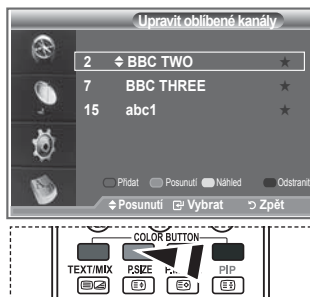 Upravit oblíbené kanály
2 BBC TWO ★
7 BBC THREE ★
15 abc1 ★
Přidat Posunutí Náhled Odstranit
Posunutí Vybrat Zpět
COLOR BUTTON
TEXT/MIX P.SIZE PIP